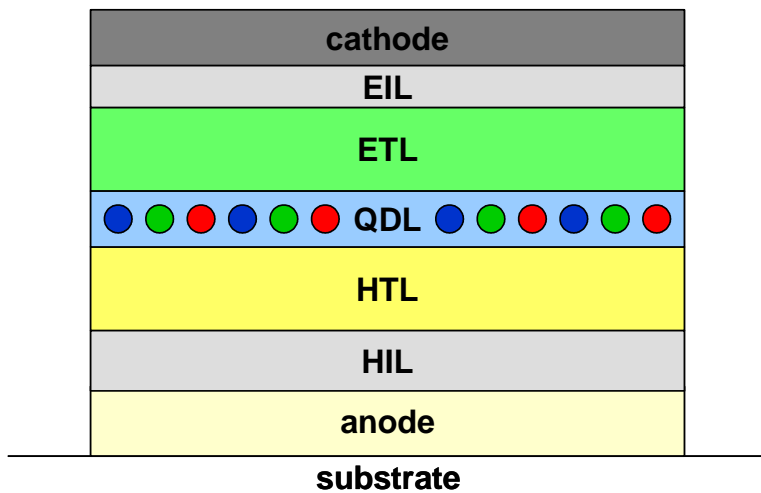 cathode
EIL
ETL
QDL
HTL
HIL
anode
substrate